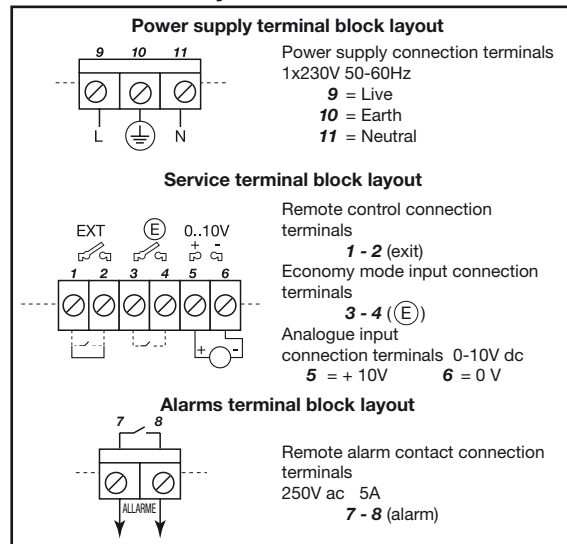 Power supply terminal block layout
9 10 11
L N
Power supply connection terminals
1x230V 50-60Hz
9 = Live
10 = Earth
11 = Neutral
Service terminal block layout
EXT E 0..10V
+ -
1 2 3 4 5 6
+ -
Remote control connection
terminals
1 - 2 (exit)
Economy mode input connection
terminals
3 - 4 (E)
Analogue input
connection terminals 0-10V dc
5 = + 10V 6 = 0 V
Alarms terminal block layout
7 8
ALLARME
Remote alarm contact connection
terminals
250V ac 5A
7 - 8 (alarm)